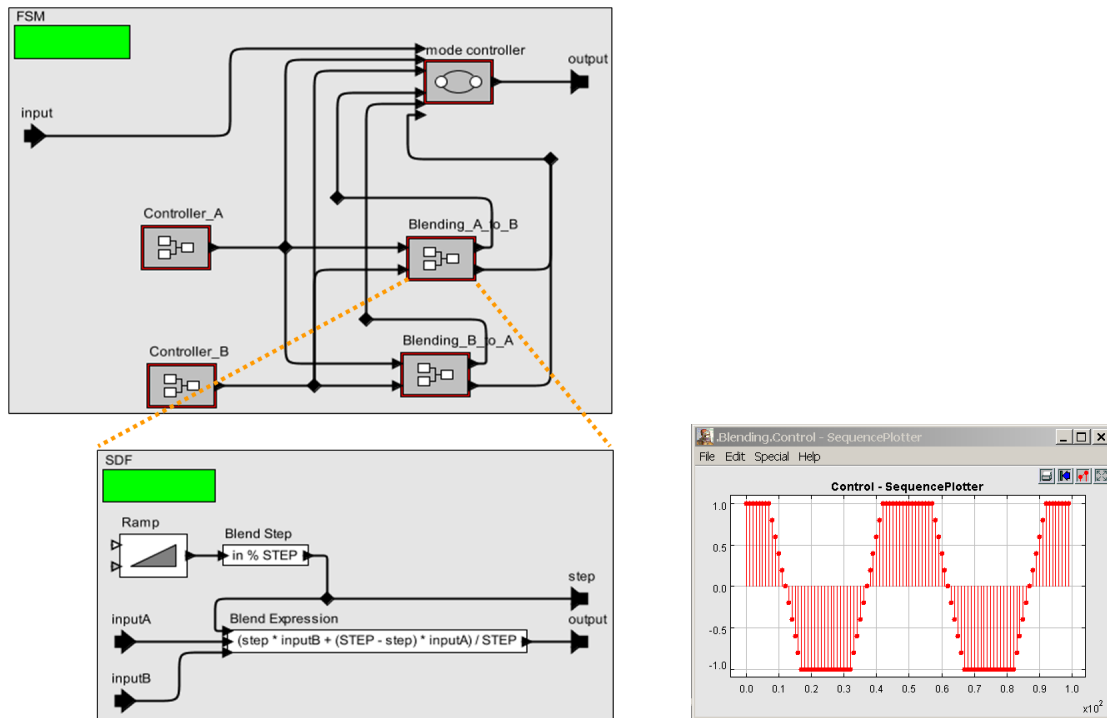 FSM
mode controller
output
input
Controller_A
Blending_A_to_B
Controller_B
Blending_B_to_A
SDF
Ramp
Blend Step
in % STEP
step
inputA
Blend Expression
output
(step * inputB + (STEP - step) * inputA) / STEP
inputB
.Blending.Control - SequencePlotter
File Edit Special Help
Control - SequencePlotter
1.0
0.5
0.0
-0.5
-1.0
0.0 0.1 0.2 0.3 0.4 0.5 0.6 0.7 0.8 0.9 1.0
x10²